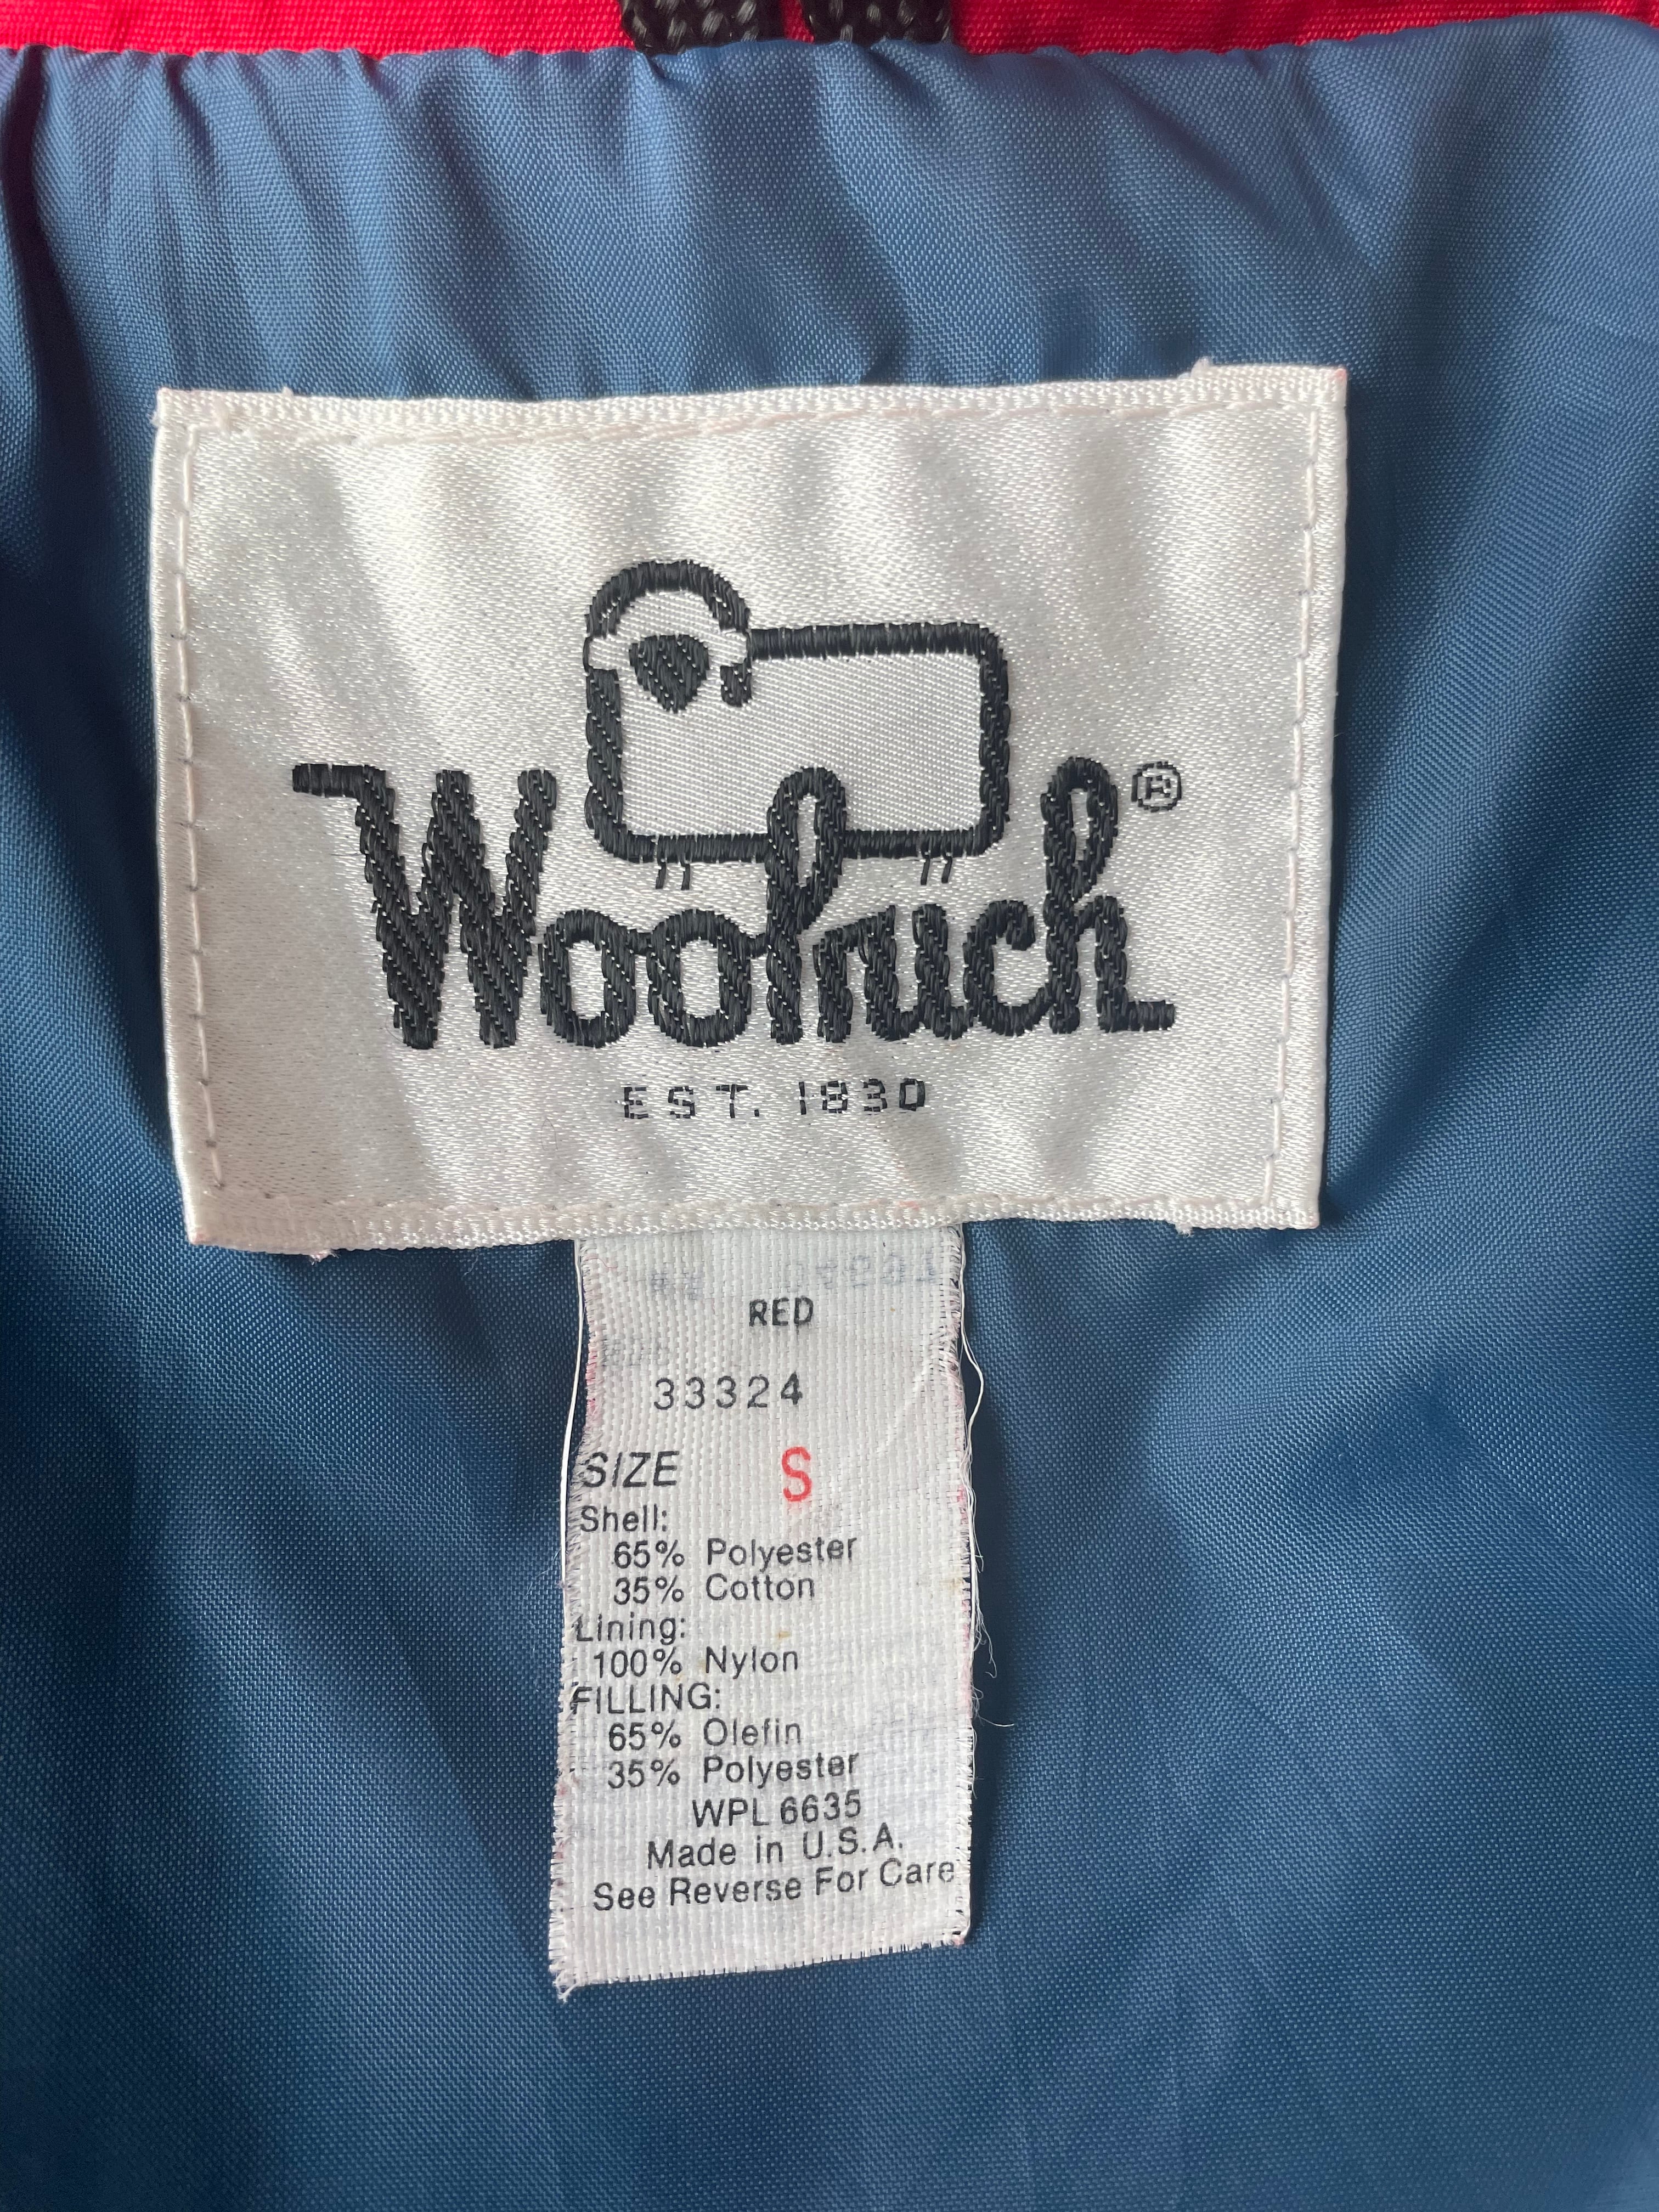 Woolrich®
EST. 1830
RED
33324
SIZE S
Shell:
65% Polyester
35% Cotton
Lining:
100% Nylon
FILLING:
65% Olefin
35% Polyester
WPL 6635
Made in U.S.A.
See Reverse For Care